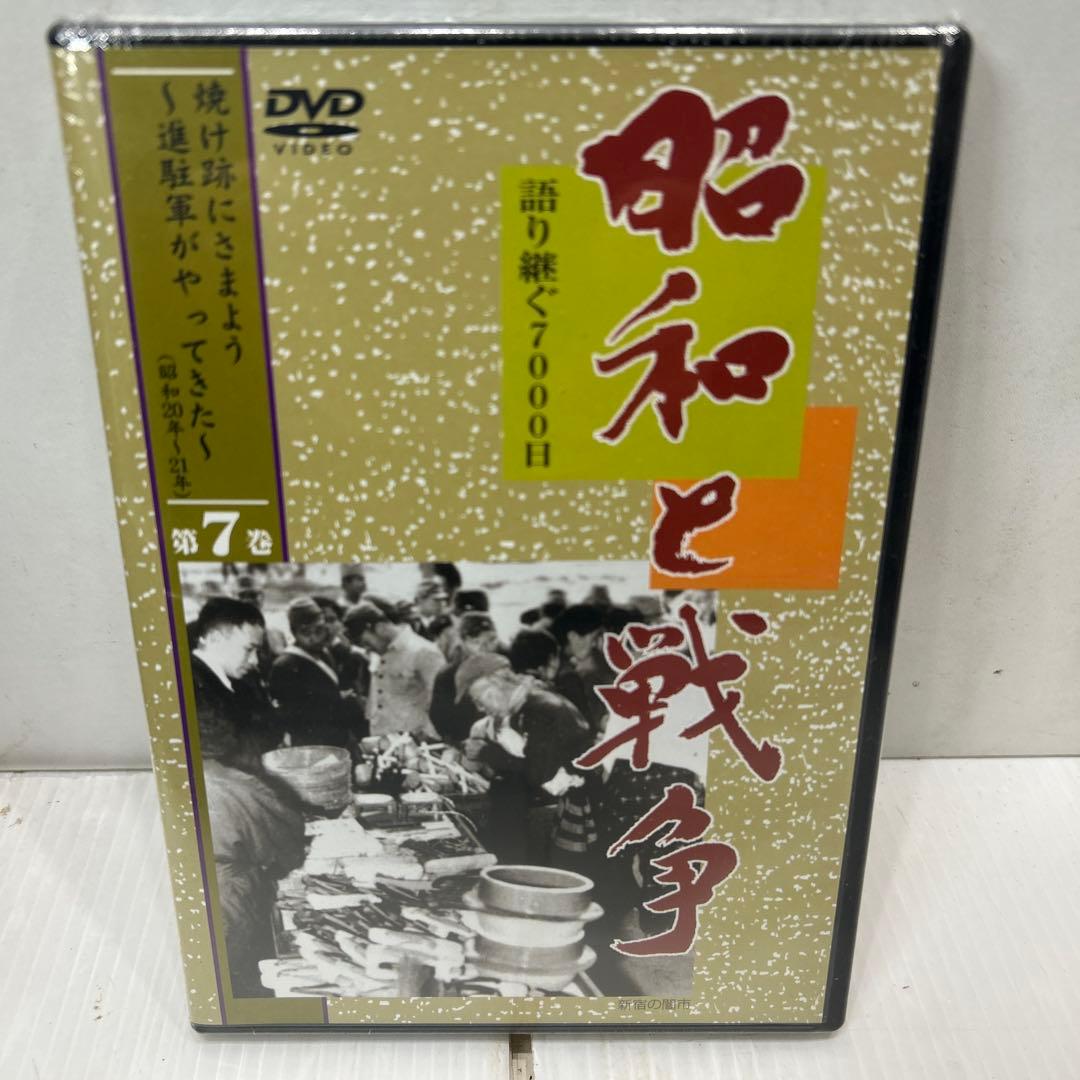 昭和と戦争
語り継ぐ7000日
DVD
VIDEO
焼け跡にさまよう
～進駐軍がやってきた～
（昭和20年～21年）
第7巻
新宿の闇市